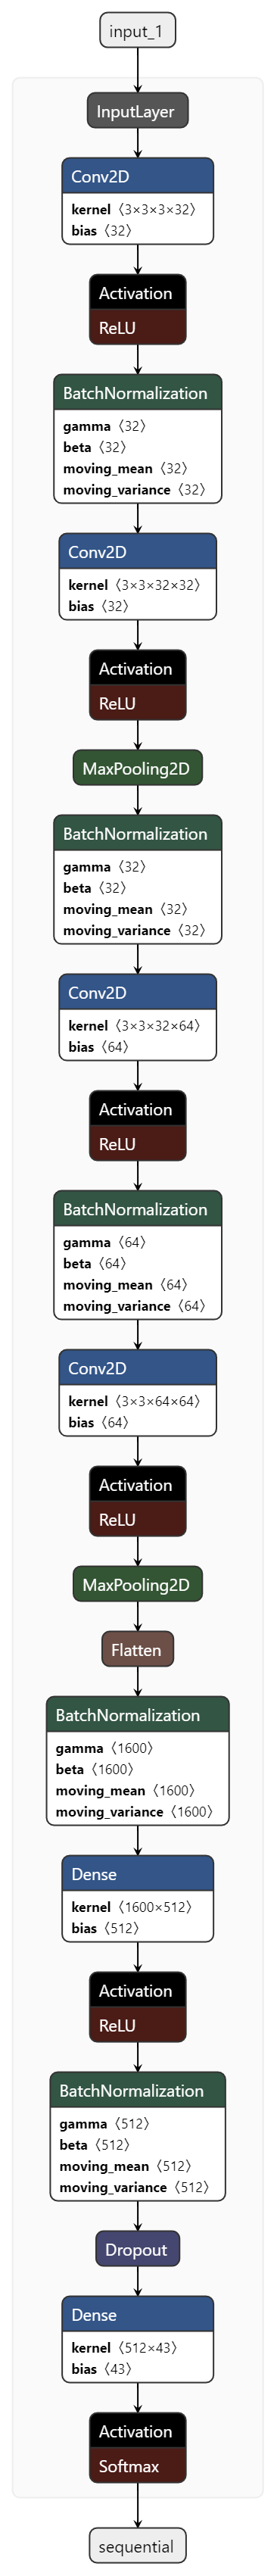 input_1
InputLayer
Conv2D
kernel〈3×3×3×32〉
bias〈32〉
Activation
ReLU
BatchNormalization
gamma〈32〉
beta〈32〉
moving_mean〈32〉
moving_variance〈32〉
Conv2D
kernel〈3×3×32×32〉
bias〈32〉
Activation
ReLU
MaxPooling2D
BatchNormalization
gamma〈32〉
beta〈32〉
moving_mean〈32〉
moving_variance〈32〉
Conv2D
kernel〈3×3×32×64〉
bias〈64〉
Activation
ReLU
BatchNormalization
gamma〈64〉
beta〈64〉
moving_mean〈64〉
moving_variance〈64〉
Conv2D
kernel〈3×3×64×64〉
bias〈64〉
Activation
ReLU
MaxPooling2D
Flatten
BatchNormalization
gamma〈1600〉
beta〈1600〉
moving_mean〈1600〉
moving_variance〈1600〉
Dense
kernel〈1600×512〉
bias〈512〉
Activation
ReLU
BatchNormalization
gamma〈512〉
beta〈512〉
moving_mean〈512〉
moving_variance〈512〉
Dropout
Dense
kernel〈512×43〉
bias〈43〉
Activation
Softmax
sequential